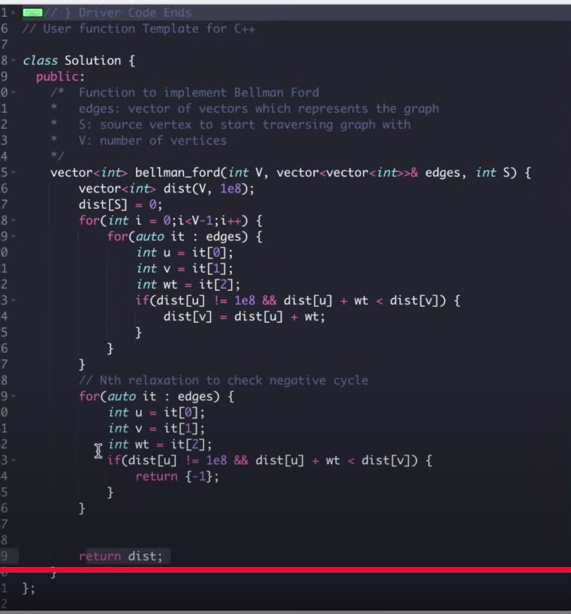 1 // } Driver Code Ends
6 // User function Template for C++
7
8 class Solution {
9 public:
0 /* Function to implement Bellman Ford
1 * edges: vector of vectors which represents the graph
2 * S: source vertex to start traversing graph with
3 * V: number of vertices
4 */
5 vector<int> bellman_ford(int V, vector<vector<int>>& edges, int S) {
6 vector<int> dist(V, 1e8);
7 dist[S] = 0;
8 for(int i = 0;i<V-1;i++) {
9 for(auto it : edges) {
0 int u = it[0];
1 int v = it[1];
2 int wt = it[2];
3 if(dist[u] != 1e8 && dist[u] + wt < dist[v]) {
4 dist[v] = dist[u] + wt;
5 }
6 }
7 }
8 // Nth relaxation to check negative cycle
9 for(auto it : edges) {
0 int u = it[0];
1 int v = it[1];
2 int wt = it[2];
3 if(dist[u] != 1e8 && dist[u] + wt < dist[v]) {
4 return {-1};
5 }
6 }
7
8
9 return dist;
0 }
1 };
2